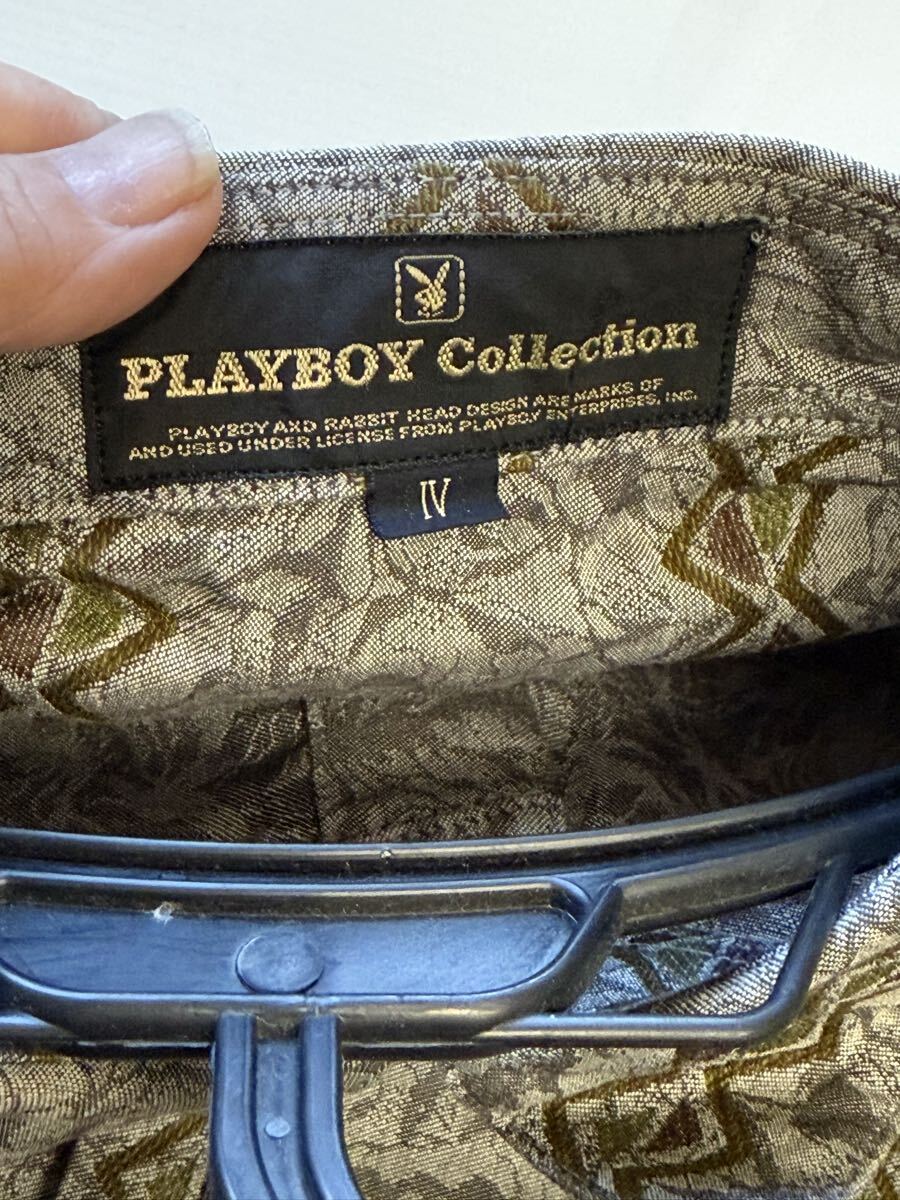 PLAYBOY Collection
PLAYBOY AND RABBIT HEAD DESIGN ARE MARKS OF
AND USED UNDER LICENSE FROM PLAYBOY ENTERPRISES, INC.
IV